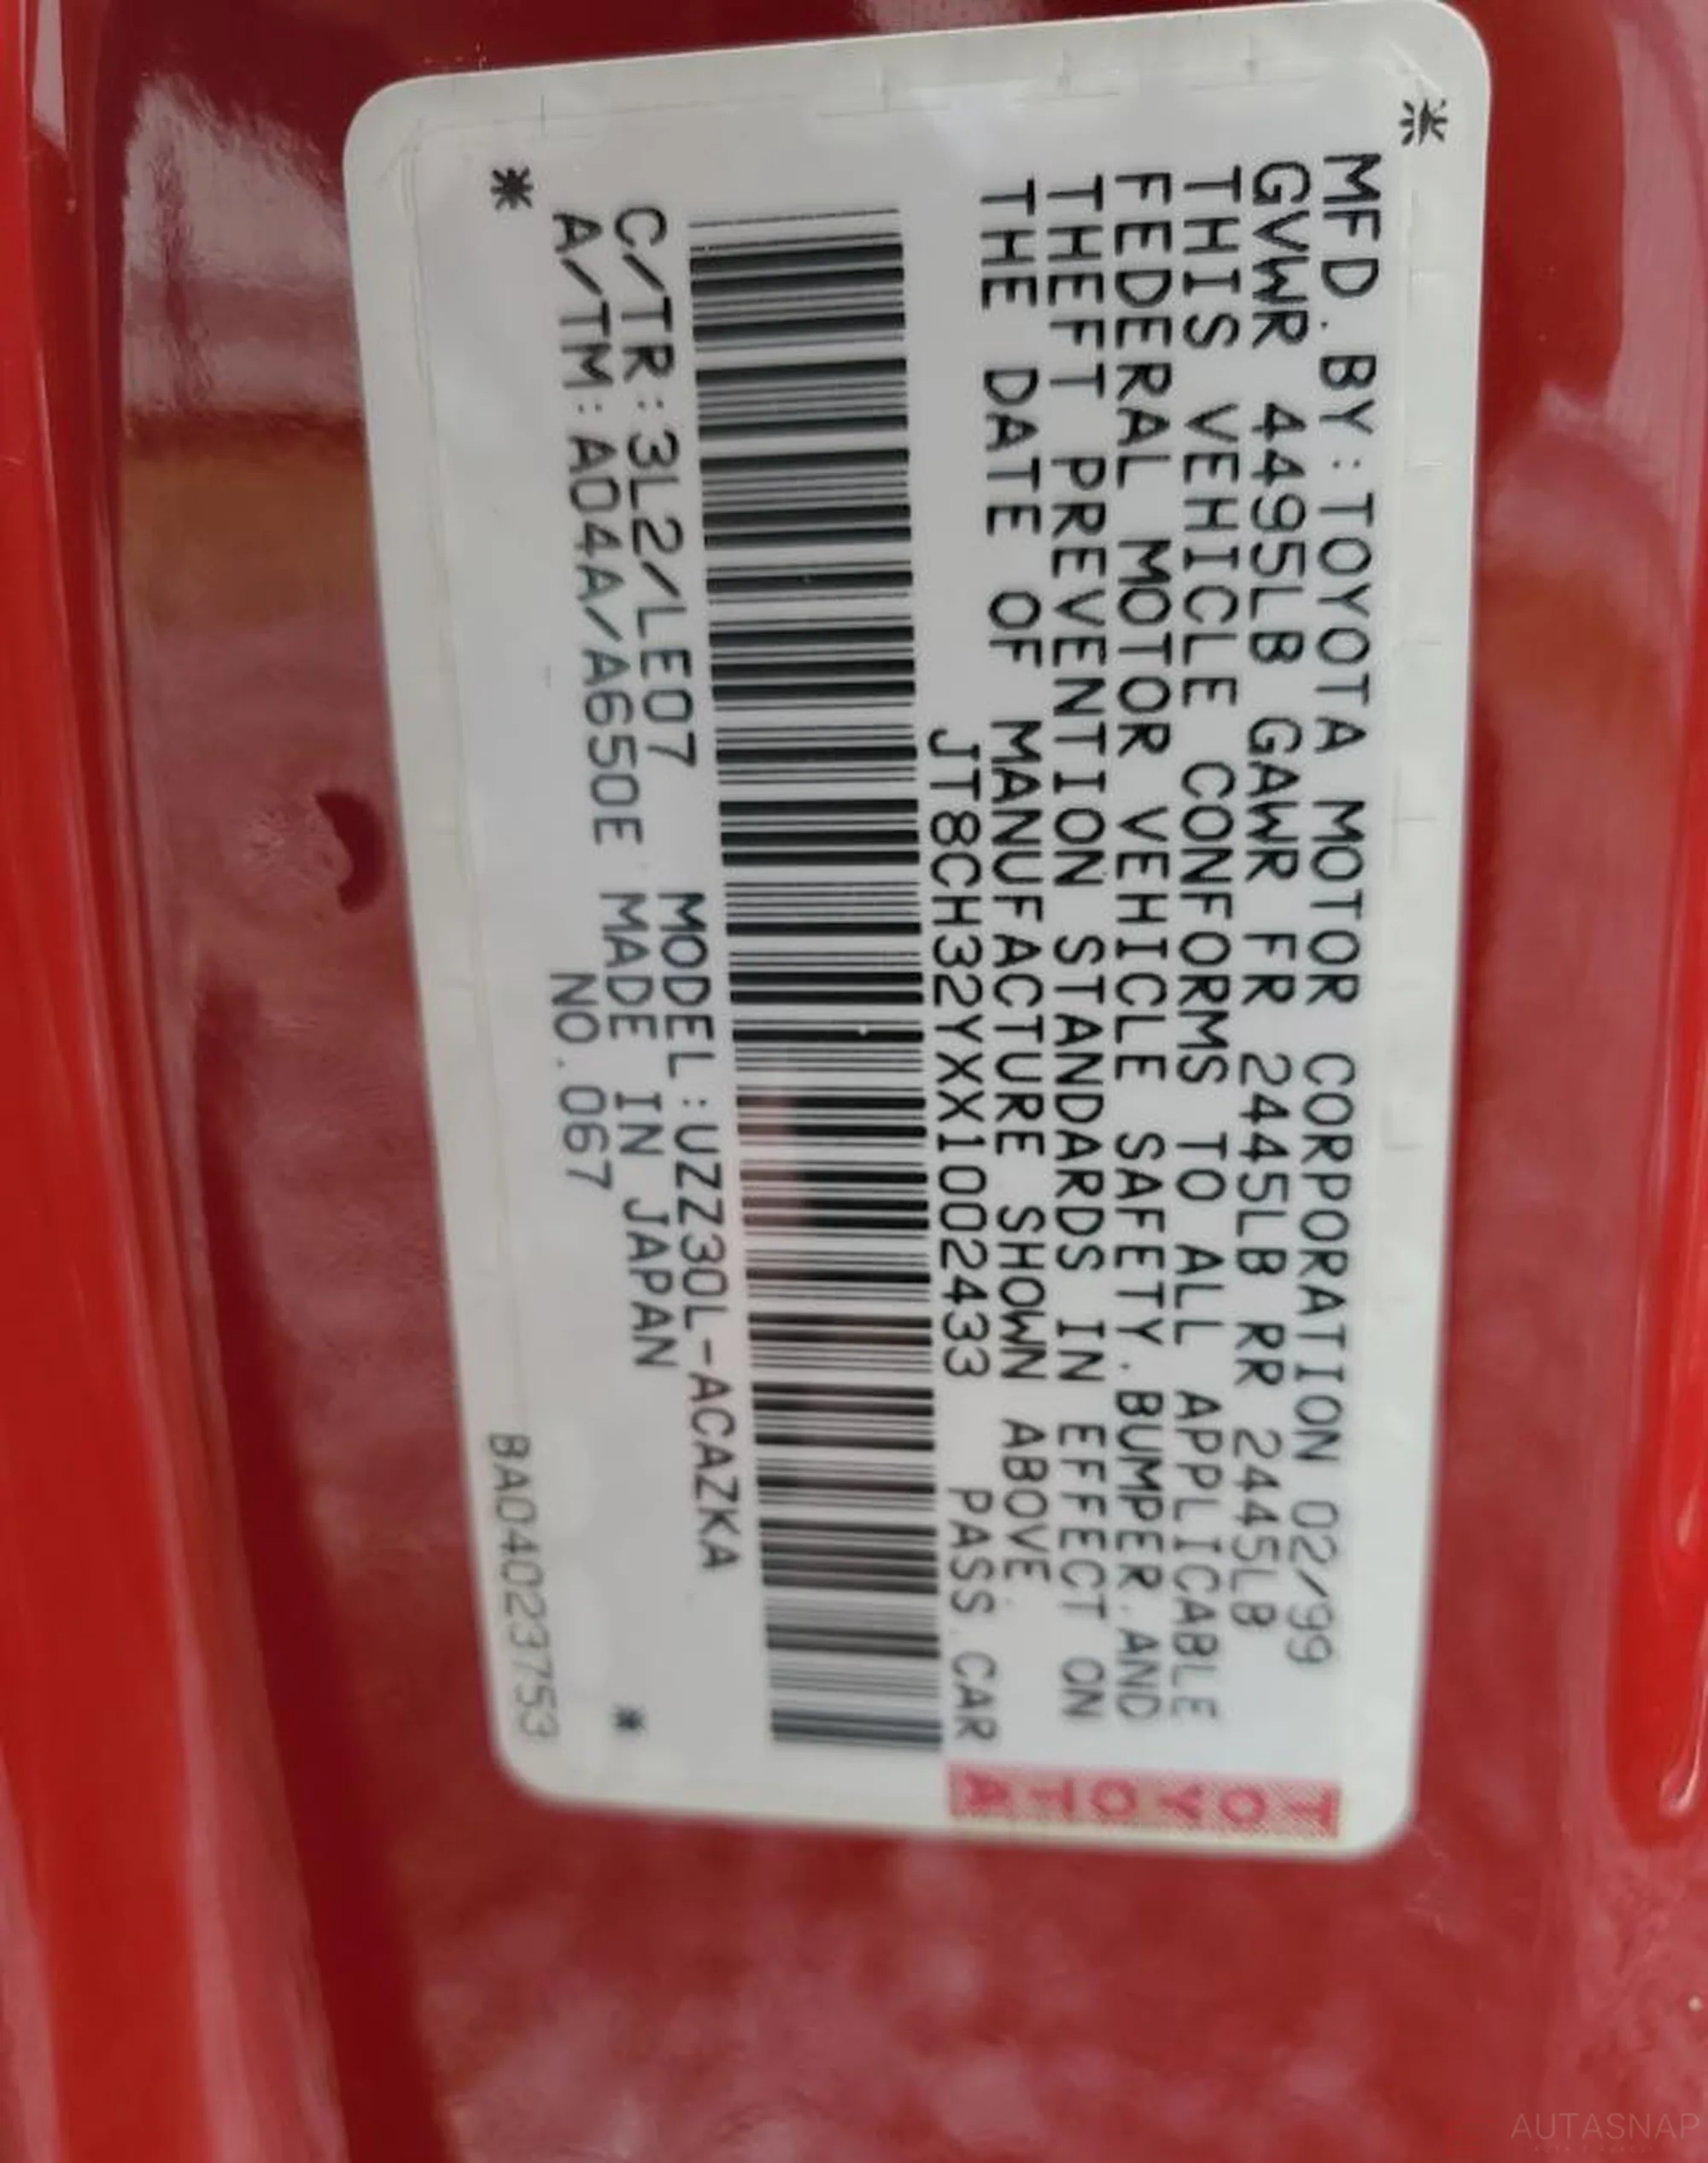 MFD.BY:TOYOTA MOTOR CORPORATION 02/99
GVWR 4495LB GAWR FR 2445LB RR 2445LB
THIS VEHICLE CONFORMS TO ALL APPLICABLE
FEDERAL MOTOR VEHICLE SAFETY.BUMPER.AND
THEFT PREVENTION STANDARDS IN EFFECT ON
THE DATE OF MANUFACTURE SHOWN ABOVE
JT8CH32YXX1002433 PASS.CAR
C/TR:3L2/LE07 MODEL:UZZ30L-ACAZKA
A/TM:A04A/A650E MADE IN JAPAN
NO.067
BA04023753
TOYOTA
AUTASNAP